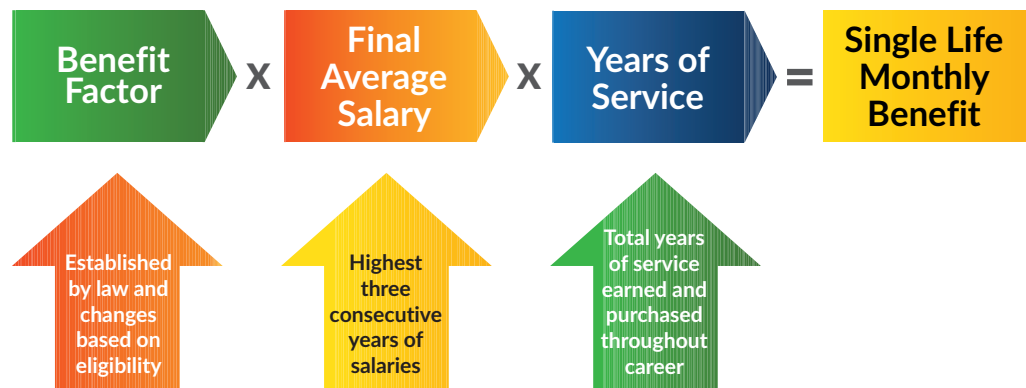 Benefit
Factor
X
Final
Average
Salary
X
Years of
Service
=
Single Life
Monthly
Benefit
Established
by law and
changes
based on
eligibility
Highest
three
consecutive
years of
salaries
Total years
of service
earned and
purchased
throughout
career